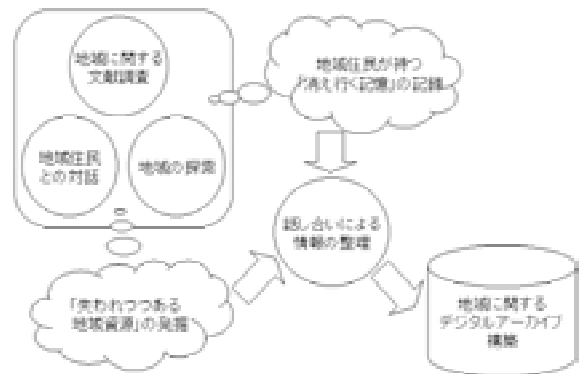 地域に関する
文献調査
地域住民
との対話
地域の探索
地域住民が持つ
「消え行く記憶」の記録
「失われつつある
地域資源」の発掘
話し合いによる
情報の整理
地域に関する
デジタルアーカイブ
構築